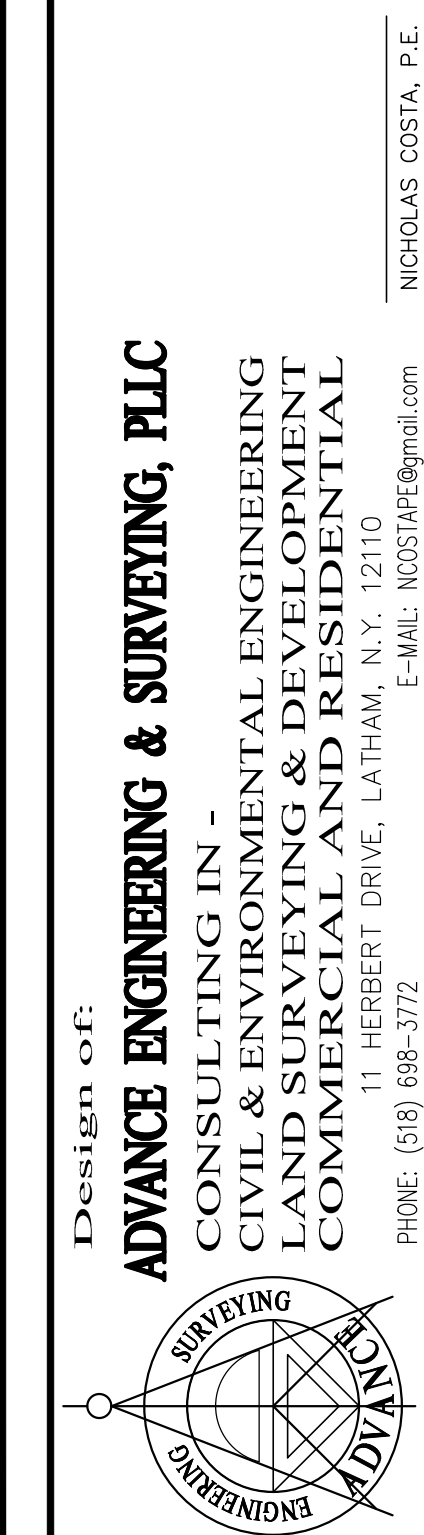 Design of:
ADVANCE ENGINEERING & SURVEYING, PLLC
CONSULTING IN -
CIVIL & ENVIRONMENTAL ENGINEERING
LAND SURVEYING & DEVELOPMENT
COMMERCIAL AND RESIDENTIAL
11 HERBERT DRIVE, LATHAM, N.Y. 12110
PHONE: (518) 698-3772 E-MAIL: NCOSTAPE@gmail.com
NICHOLAS COSTA, P.E.
ENGINEERING SURVEYING
ADVANCE